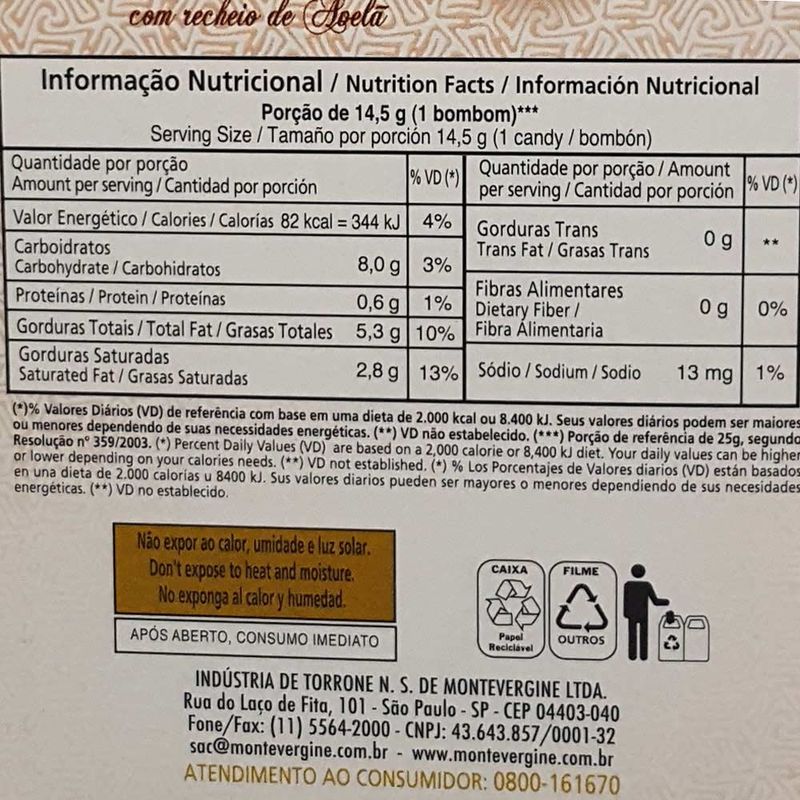 com recheio de Avelã
Informação Nutricional / Nutrition Facts / Información Nutricional
Porção de 14,5 g (1 bombom)***
Serving Size / Tamaño por porción 14,5 g (1 candy / bombón)
Quantidade por porção
Amount per serving / Cantidad por porción
% VD (*)
Valor Energético / Calories / Calorías 82 kcal = 344 kJ 4%
Carboidratos
Carbohydrate / Carbohidratos 8,0 g 3%
Proteínas / Protein / Proteínas 0,6 g 1%
Gorduras Totais / Total Fat / Grasas Totales 5,3 g 10%
Gorduras Saturadas
Saturated Fat / Grasas Saturadas 2,8 g 13%
Quantidade por porção / Amount
per serving / Cantidad por porción
% VD (*)
Gorduras Trans
Trans Fat / Grasas Trans 0 g **
Fibras Alimentares
Dietary Fiber / 0 g 0%
Fibra Alimentaria
Sódio / Sodium / Sodio 13 mg 1%
(*)% Valores Diários (VD) de referência com base em uma dieta de 2.000 kcal ou 8.400 kJ. Seus valores diários podem ser maiores
ou menores dependendo de suas necessidades energéticas. (**) VD não estabelecido. (***) Porção de referência de 25g, segundo
Resolução nº 359/2003. (*) Percent Daily Values (VD) are based on a 2,000 calorie or 8,400 kJ diet. Your daily values can be higher
or lower depending on your calories needs. (**) VD not established. (*) % Los Porcentajes de Valores diarios (VD) están basados
en una dieta de 2.000 calorías u 8400 kJ. Sus valores diarios pueden ser mayores o menores dependiendo de sus necesidades
energéticas. (**) VD no establecido.
Não expor ao calor, umidade e luz solar.
Don't expose to heat and moisture.
No exponga al calor y humedad.
APÓS ABERTO, CONSUMO IMEDIATO
CAIXA
Papel
Reciclável
FILME
OUTROS
INDÚSTRIA DE TORRONE N. S. DE MONTEVERGINE LTDA.
Rua do Laço de Fita, 101 - São Paulo - SP - CEP 04403-040
Fone/Fax: (11) 5564-2000 - CNPJ: 43.643.857/0001-32
sac@montevergine.com.br - www.montevergine.com.br
ATENDIMENTO AO CONSUMIDOR: 0800-161670